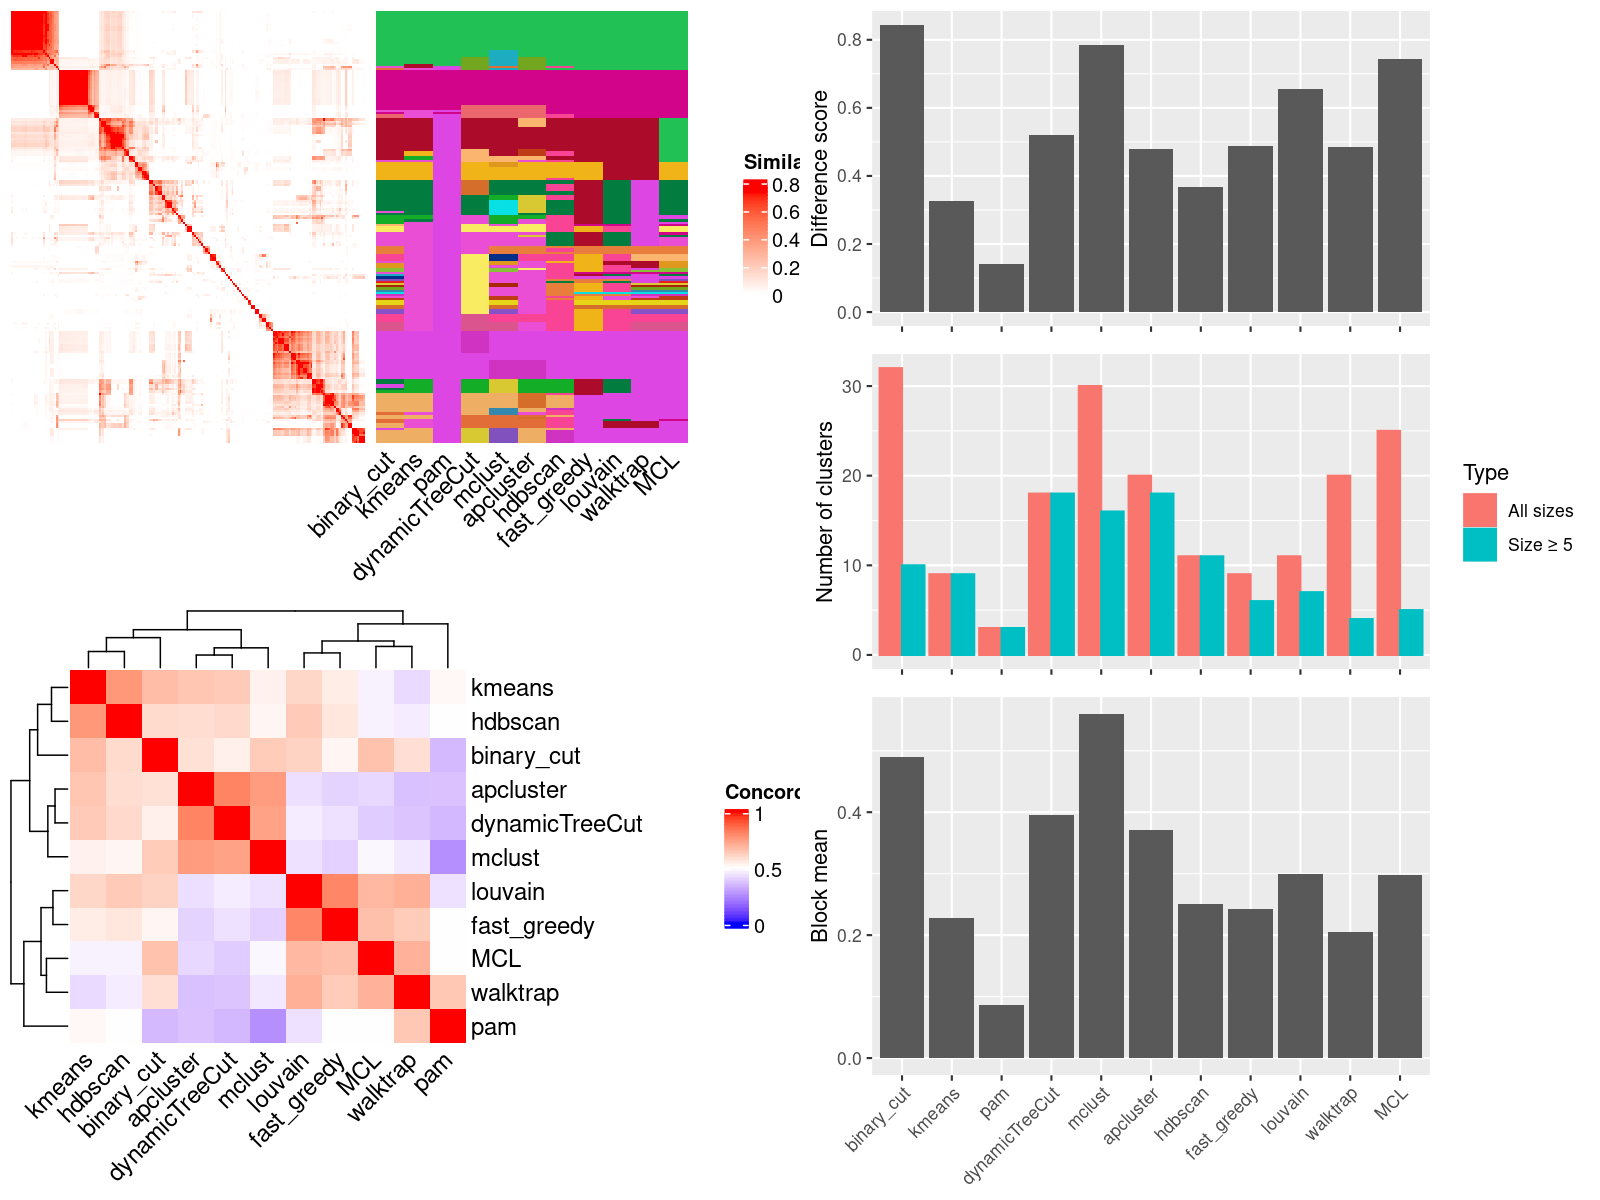 Simila
0.8
0.6
0.4
0.2
0
binary_cut
kmeans
pam
dynamicTreeCut
mclust
apcluster
hdbscan
fast_greedy
louvain
walktrap
MCL
kmeans
hdbscan
binary_cut
apcluster
dynamicTreeCut
mclust
louvain
fast_greedy
MCL
walktrap
pam
kmeans
hdbscan
binary_cut
apcluster
dynamicTreeCut
mclust
louvain
fast_greedy
MCL
walktrap
pam
Concord
1
0.5
0
Difference score
0.8
0.6
0.4
0.2
0.0
Number of clusters
30
20
10
0
Type
All sizes
Size ≥ 5
Block mean
0.4
0.2
0.0
binary_cut
kmeans
pam
dynamicTreeCut
mclust
apcluster
hdbscan
fast_greedy
louvain
walktrap
MCL